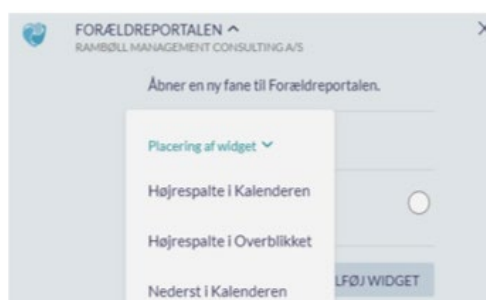 FORÆLDREPORTALEN
RAMBØLL MANAGEMENT CONSULTING A/S
Åbner en ny fane til Forældreportalen.
Placering af widget
Højrespalte i Kalenderen
Højrespalte i Overblikket
LFØJ WIDGET
Nederst i Kalenderen